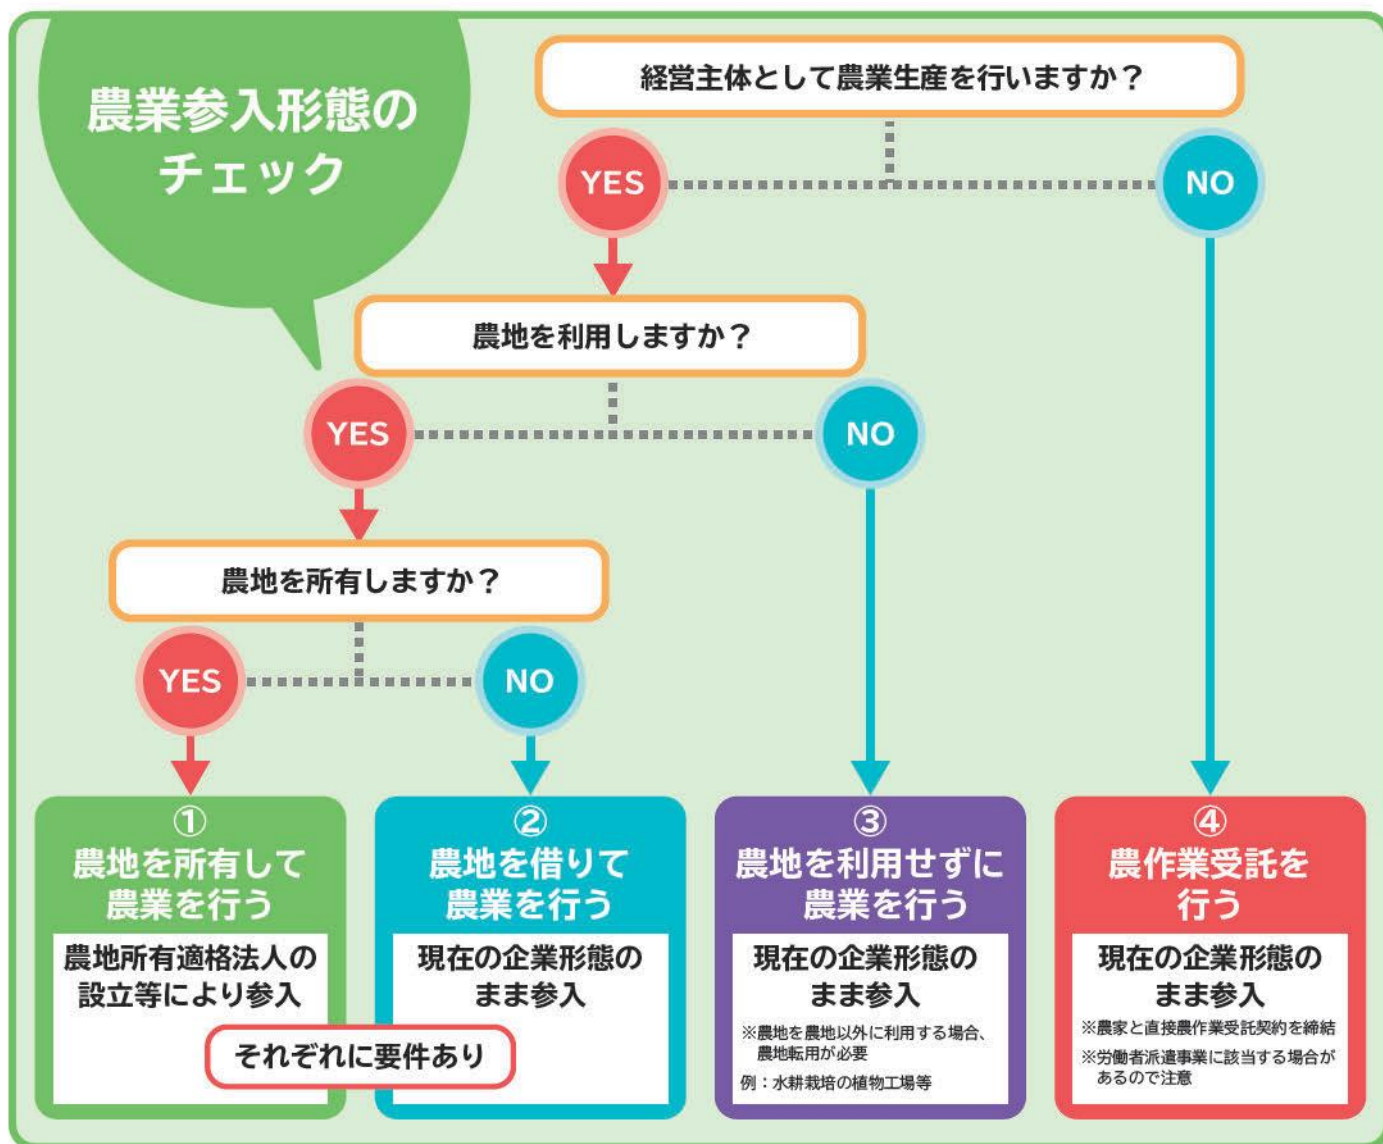 農業参入形態の
チェック
経営主体として農業生産を行いますか？
YES
NO
農地を利用しますか？
YES
NO
農地を所有しますか？
YES
NO
①
農地を所有して
農業を行う
農地所有適格法人の
設立等により参入
②
農地を借りて
農業を行う
現在の企業形態の
まま参入
それぞれに要件あり
③
農地を利用せずに
農業を行う
現在の企業形態の
まま参入
※農地を農地以外に利用する場合、
農地転用が必要
例：水耕栽培の植物工場等
④
農作業受託を
行う
現在の企業形態の
まま参入
※農家と直接農作業受託契約を締結
※労働者派遣事業に該当する場合が
あるので注意